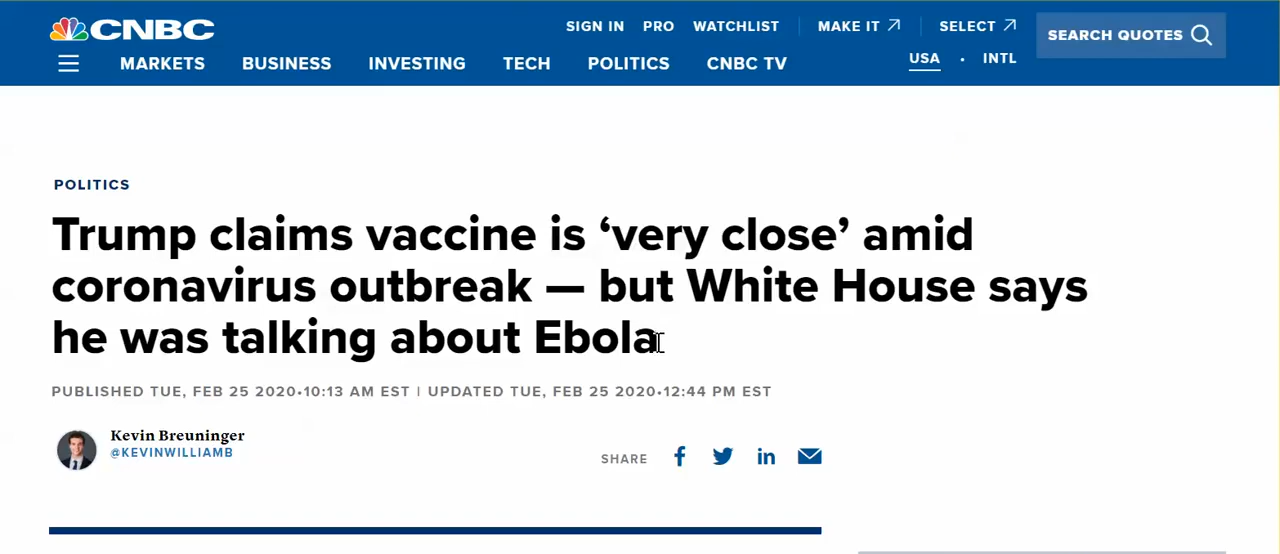 CNBC
SIGN IN PRO WATCHLIST MAKE IT SELECT
SEARCH QUOTES
MARKETS BUSINESS INVESTING TECH POLITICS CNBC TV
USA • INTL
POLITICS
Trump claims vaccine is ‘very close’ amid
coronavirus outbreak — but White House says
he was talking about Ebola
PUBLISHED TUE, FEB 25 2020•10:13 AM EST | UPDATED TUE, FEB 25 2020•12:44 PM EST
Kevin Breuninger
@KEVINWILLIAMB
SHARE